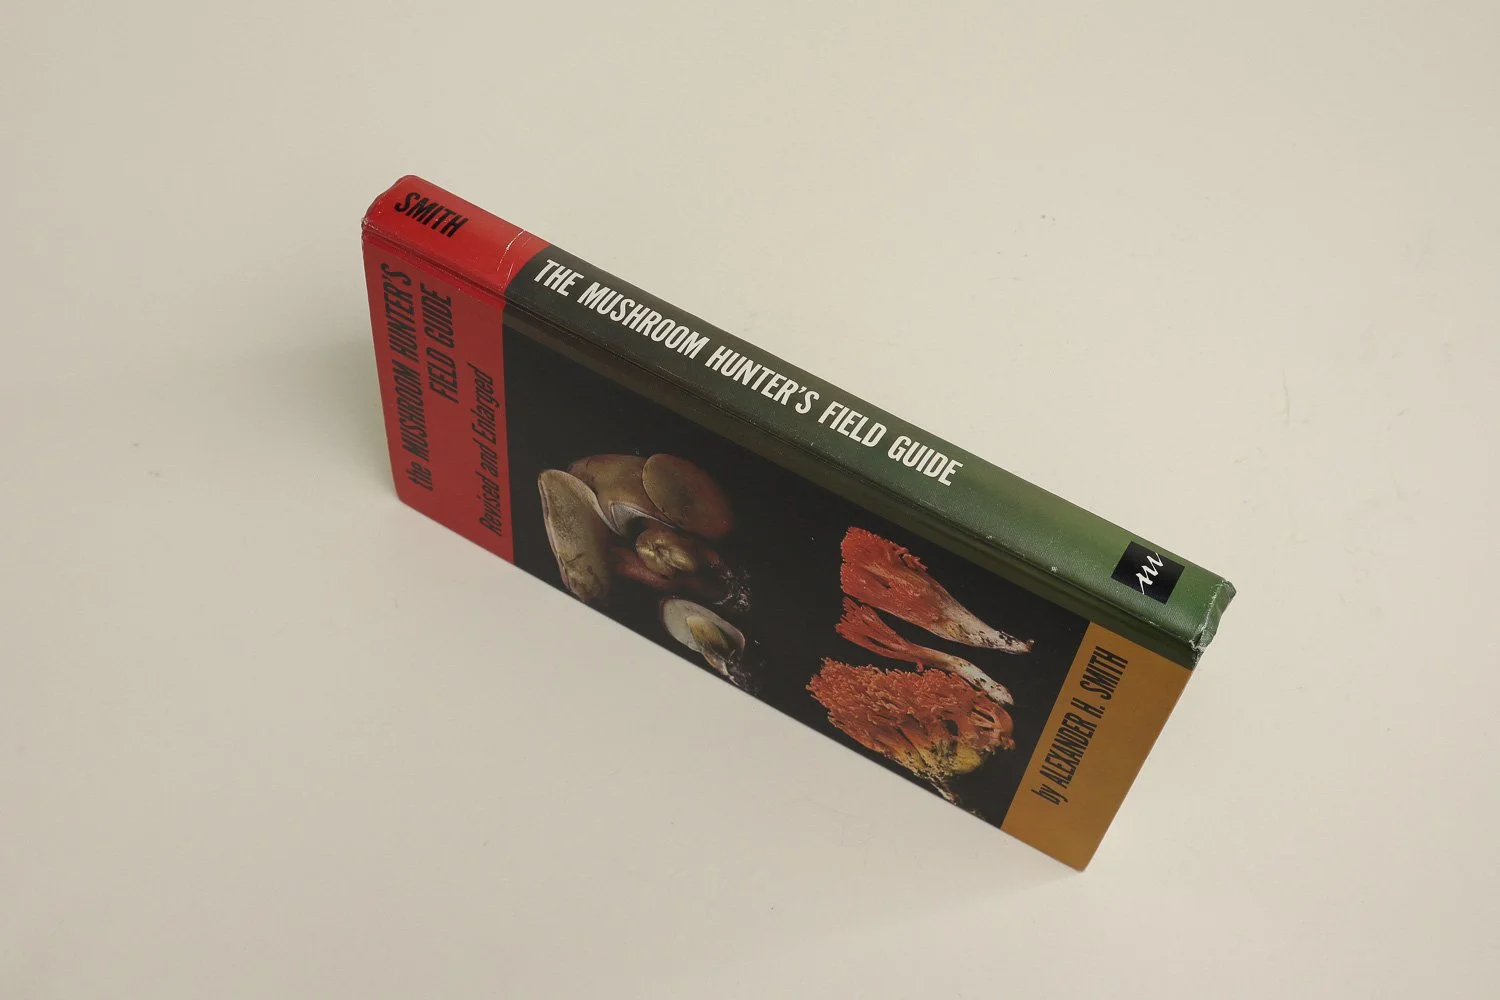 SMITH
THE MUSHROOM HUNTER'S FIELD GUIDE
m
the MUSHROOM HUNTER'S
FIELD GUIDE
Revised and Enlarged
by ALEXANDER H. SMITH